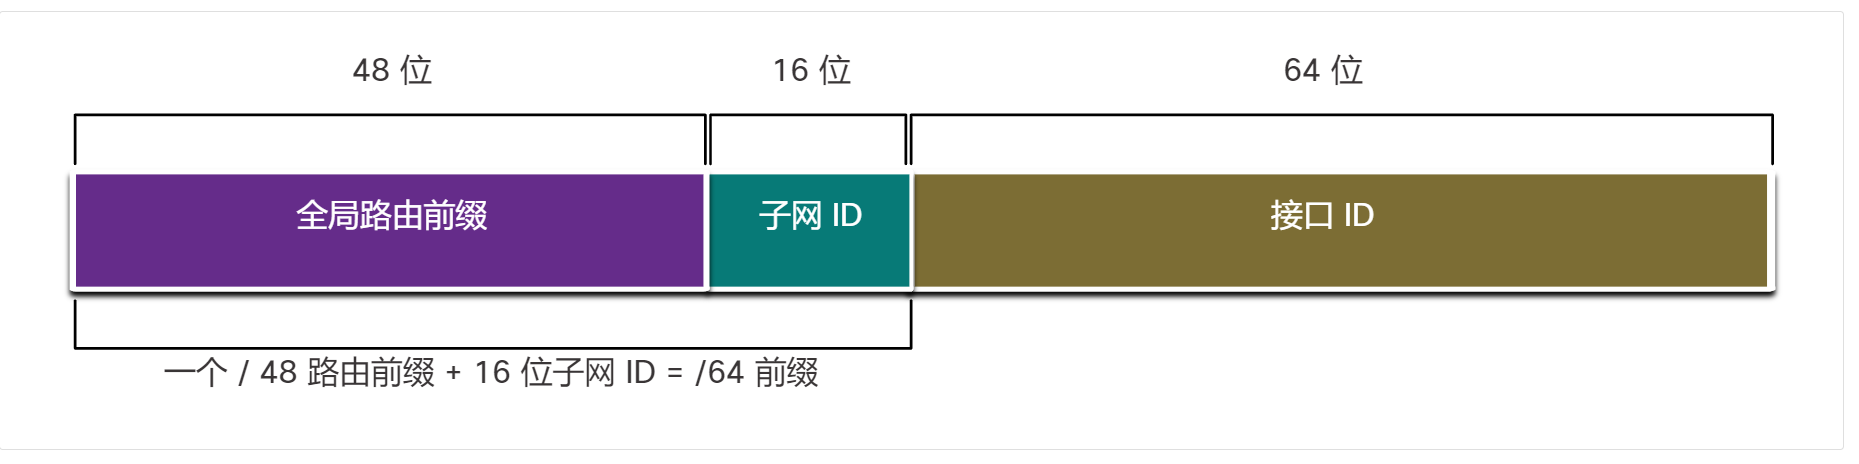 48 位 16 位 64 位
全局路由前缀 子网 ID 接口 ID
一个 / 48 路由前缀 + 16 位子网 ID = /64 前缀